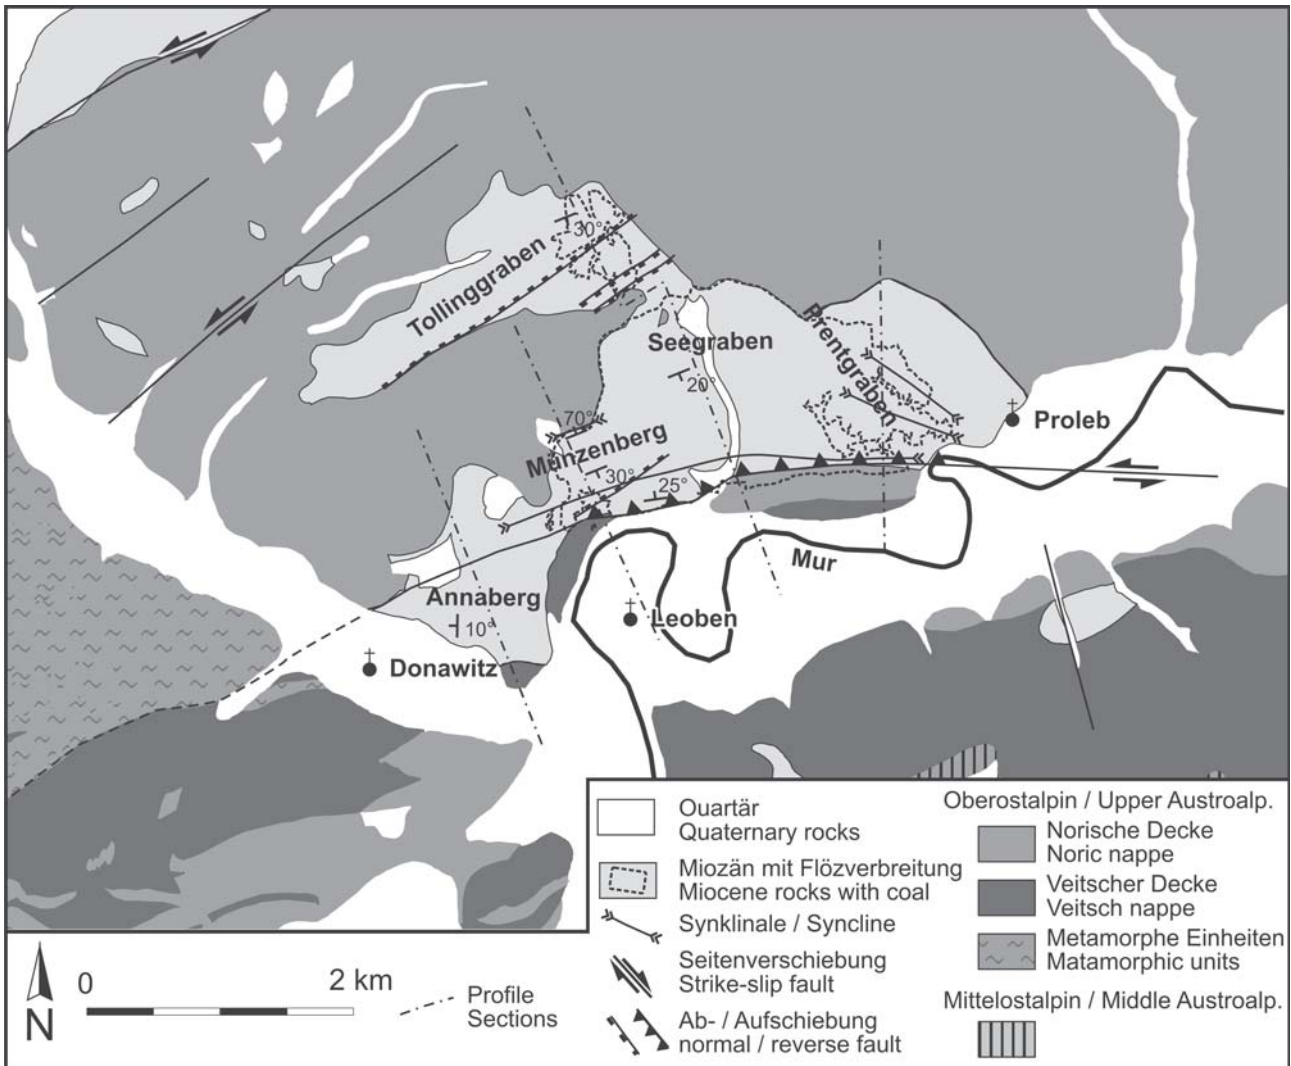 Tollinggraben
30°
Seegraben
20°
Prentgraben
Proleb
70°
Münzenberg
30°
25°
Mur
Annaberg
10°
Leoben
Donawitz
Ouartär
Quaternary rocks
Miozän mit Flözverbreitung
Miocene rocks with coal
Synklinale / Syncline
Seitenverschiebung
Strike-slip fault
Ab- / Aufschiebung
normal / reverse fault
Oberostalpin / Upper Austroalp.
Norische Decke
Noric nappe
Veitscher Decke
Veitsch nappe
Metamorphe Einheiten
Matamorphic units
Mittelostalpin / Middle Austroalp.
N
0
2 km
Profile
Sections